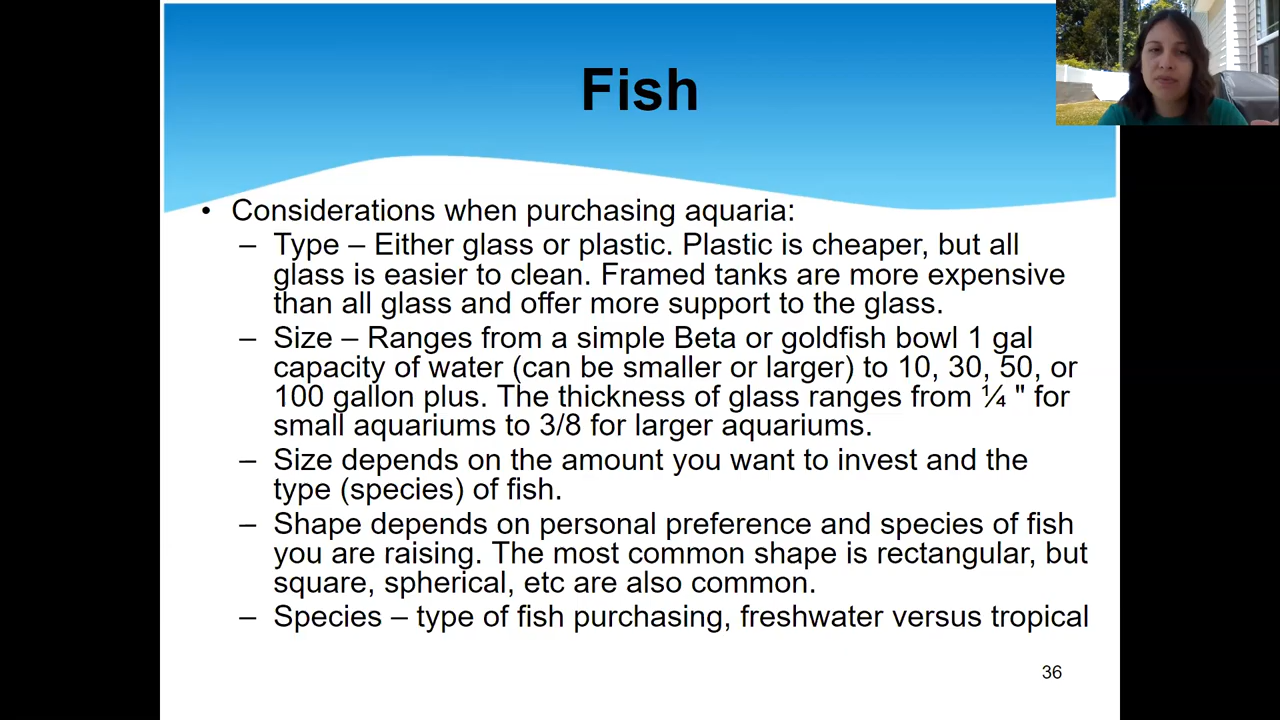 Fish
• Considerations when purchasing aquaria:
– Type – Either glass or plastic. Plastic is cheaper, but all
glass is easier to clean. Framed tanks are more expensive
than all glass and offer more support to the glass.
– Size – Ranges from a simple Beta or goldfish bowl 1 gal
capacity of water (can be smaller or larger) to 10, 30, 50, or
100 gallon plus. The thickness of glass ranges from ¼ " for
small aquariums to 3/8 for larger aquariums.
– Size depends on the amount you want to invest and the
type (species) of fish.
– Shape depends on personal preference and species of fish
you are raising. The most common shape is rectangular, but
square, spherical, etc are also common.
– Species – type of fish purchasing, freshwater versus tropical
36